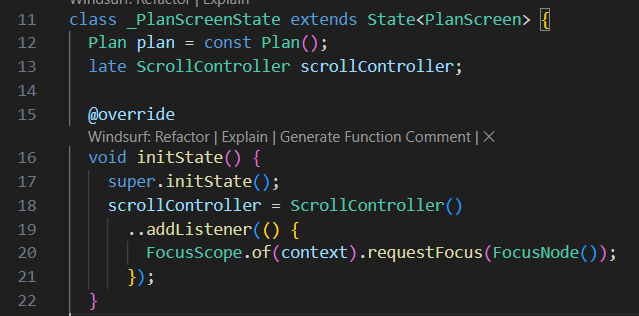 Windsurf: Refactor | Explain
11 class _PlanScreenState extends State<PlanScreen> {
12 Plan plan = const Plan();
13 late ScrollController scrollController;
14
15 @override
Windsurf: Refactor | Explain | Generate Function Comment | ×
16 void initState() {
17 super.initState();
18 scrollController = ScrollController()
19 ..addListener(() {
20 FocusScope.of(context).requestFocus(FocusNode());
21 });
22 }